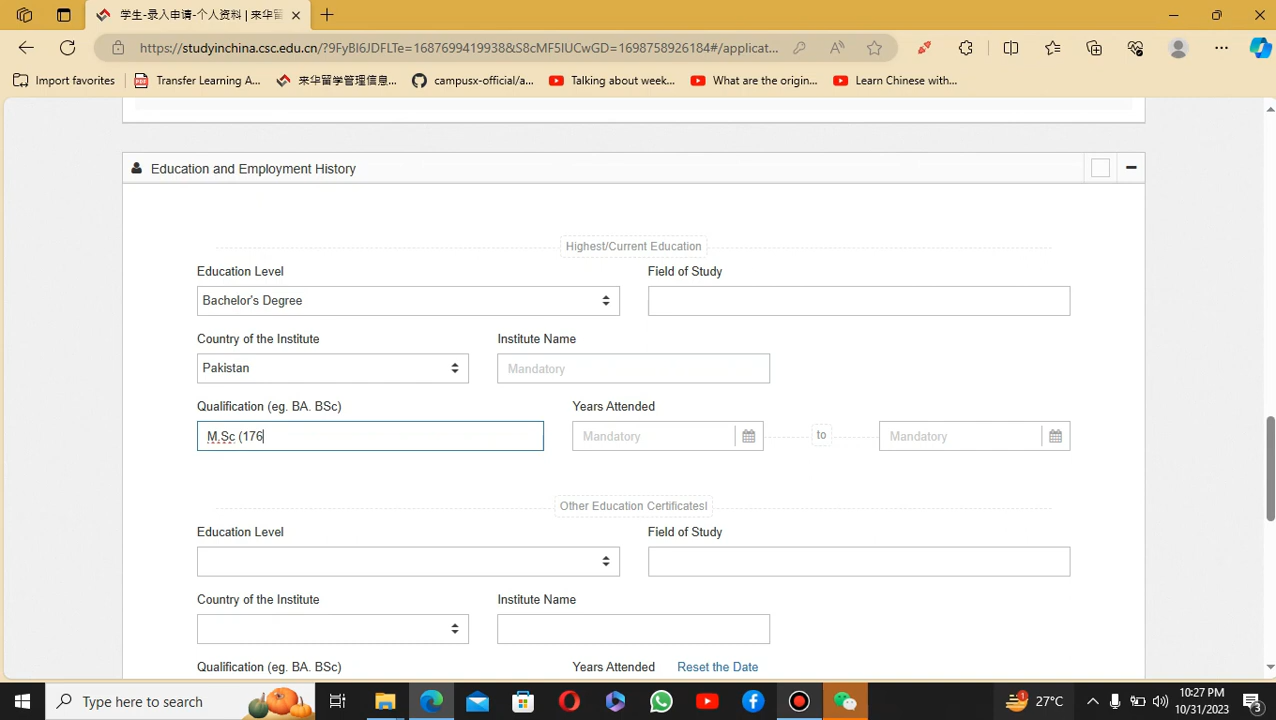 学生-录入申请-个人资料 | 来华留
https://studyinchina.csc.edu.cn/?9FyBl6JDFLTe=1687699419938&S8cMF5IUCwGD=1698758926184#/applicat...
Import favorites
Transfer Learning A...
来华留学管理信息...
campusx-official/a...
Talking about week...
What are the origin...
Learn Chinese with...
Education and Employment History
Highest/Current Education
Education Level
Field of Study
Bachelor's Degree
Country of the Institute
Institute Name
Pakistan
Mandatory
Qualification (eg. BA. BSc)
Years Attended
M.Sc (176
Mandatory
to
Mandatory
Other Education Certificates!
Education Level
Field of Study
Country of the Institute
Institute Name
Qualification (eg. BA. BSc)
Years Attended
Reset the Date
Type here to search
1
27°C
10:27 PM
10/31/2023
3